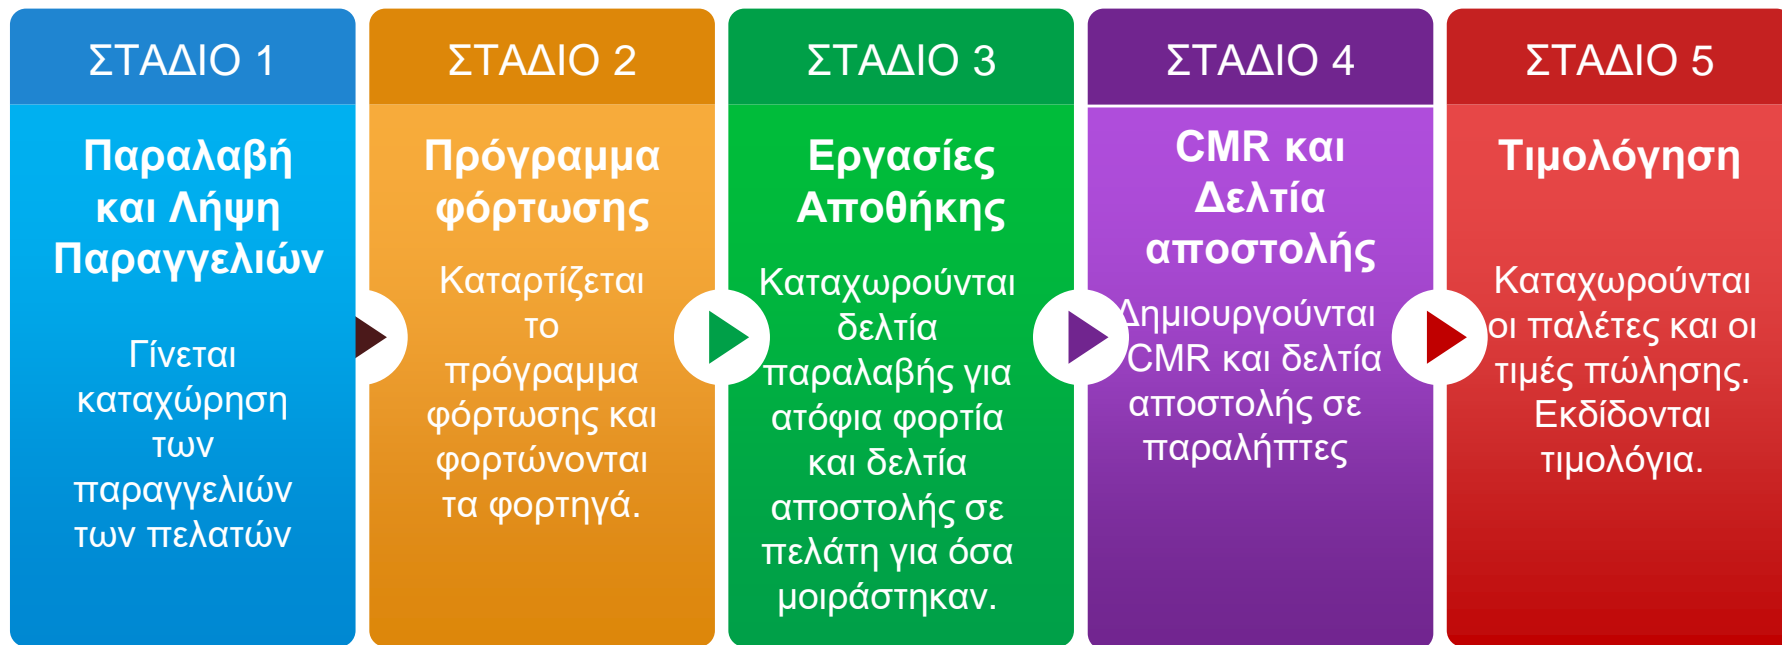 ΣΤΑΔΙΟ 1
Παραλαβή
και Λήψη
Παραγγελιών
Γίνεται
καταχώρηση
των
παραγγελιών
των πελατών
ΣΤΑΔΙΟ 2
Πρόγραμμα
φόρτωσης
Καταρτίζεται
το
πρόγραμμα
φόρτωσης και
φορτώνονται
τα φορτηγά.
ΣΤΑΔΙΟ 3
Εργασίες
Αποθήκης
Καταχωρούνται
δελτία
παραλαβής για
ατόφια φορτία
και δελτία
αποστολής σε
πελάτη για όσα
μοιράστηκαν.
ΣΤΑΔΙΟ 4
CMR και
Δελτία
αποστολής
Δημιουργούνται
CMR και δελτία
αποστολής σε
παραλήπτες
ΣΤΑΔΙΟ 5
Τιμολόγηση
Καταχωρούνται
οι παλέτες και οι
τιμές πώλησης.
Εκδίδονται
τιμολόγια.